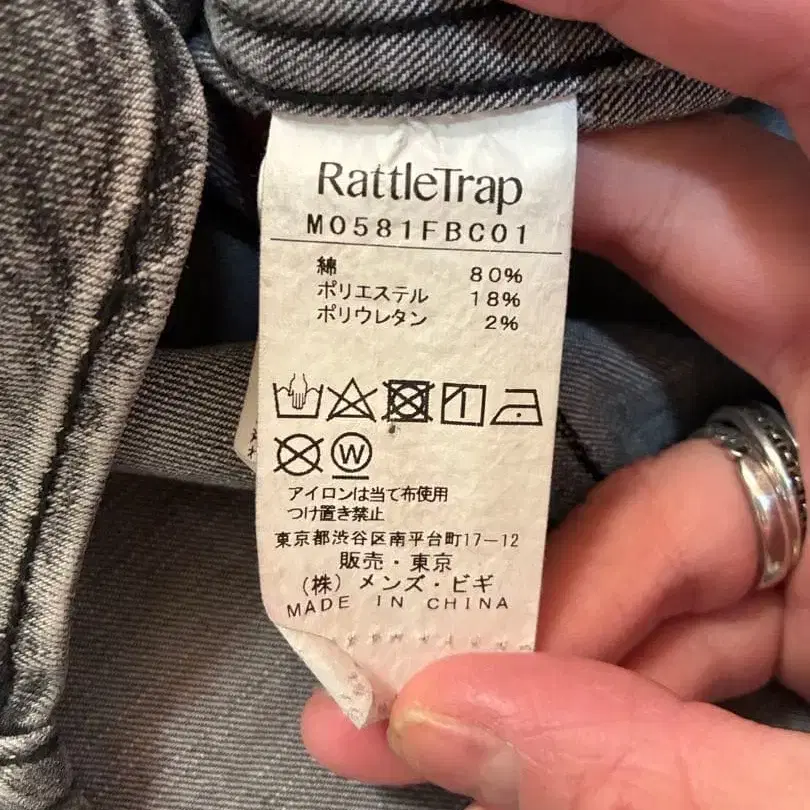 RattleTrap
M0581FBC01
綿 80%
ポリエステル 18%
ポリウレタン 2%
W
アイロンは当て布使用
つけ置き禁止
東京都渋谷区南平台町17-12
販売・東京
(株)メンズ・ビギ
MADE IN CHINA